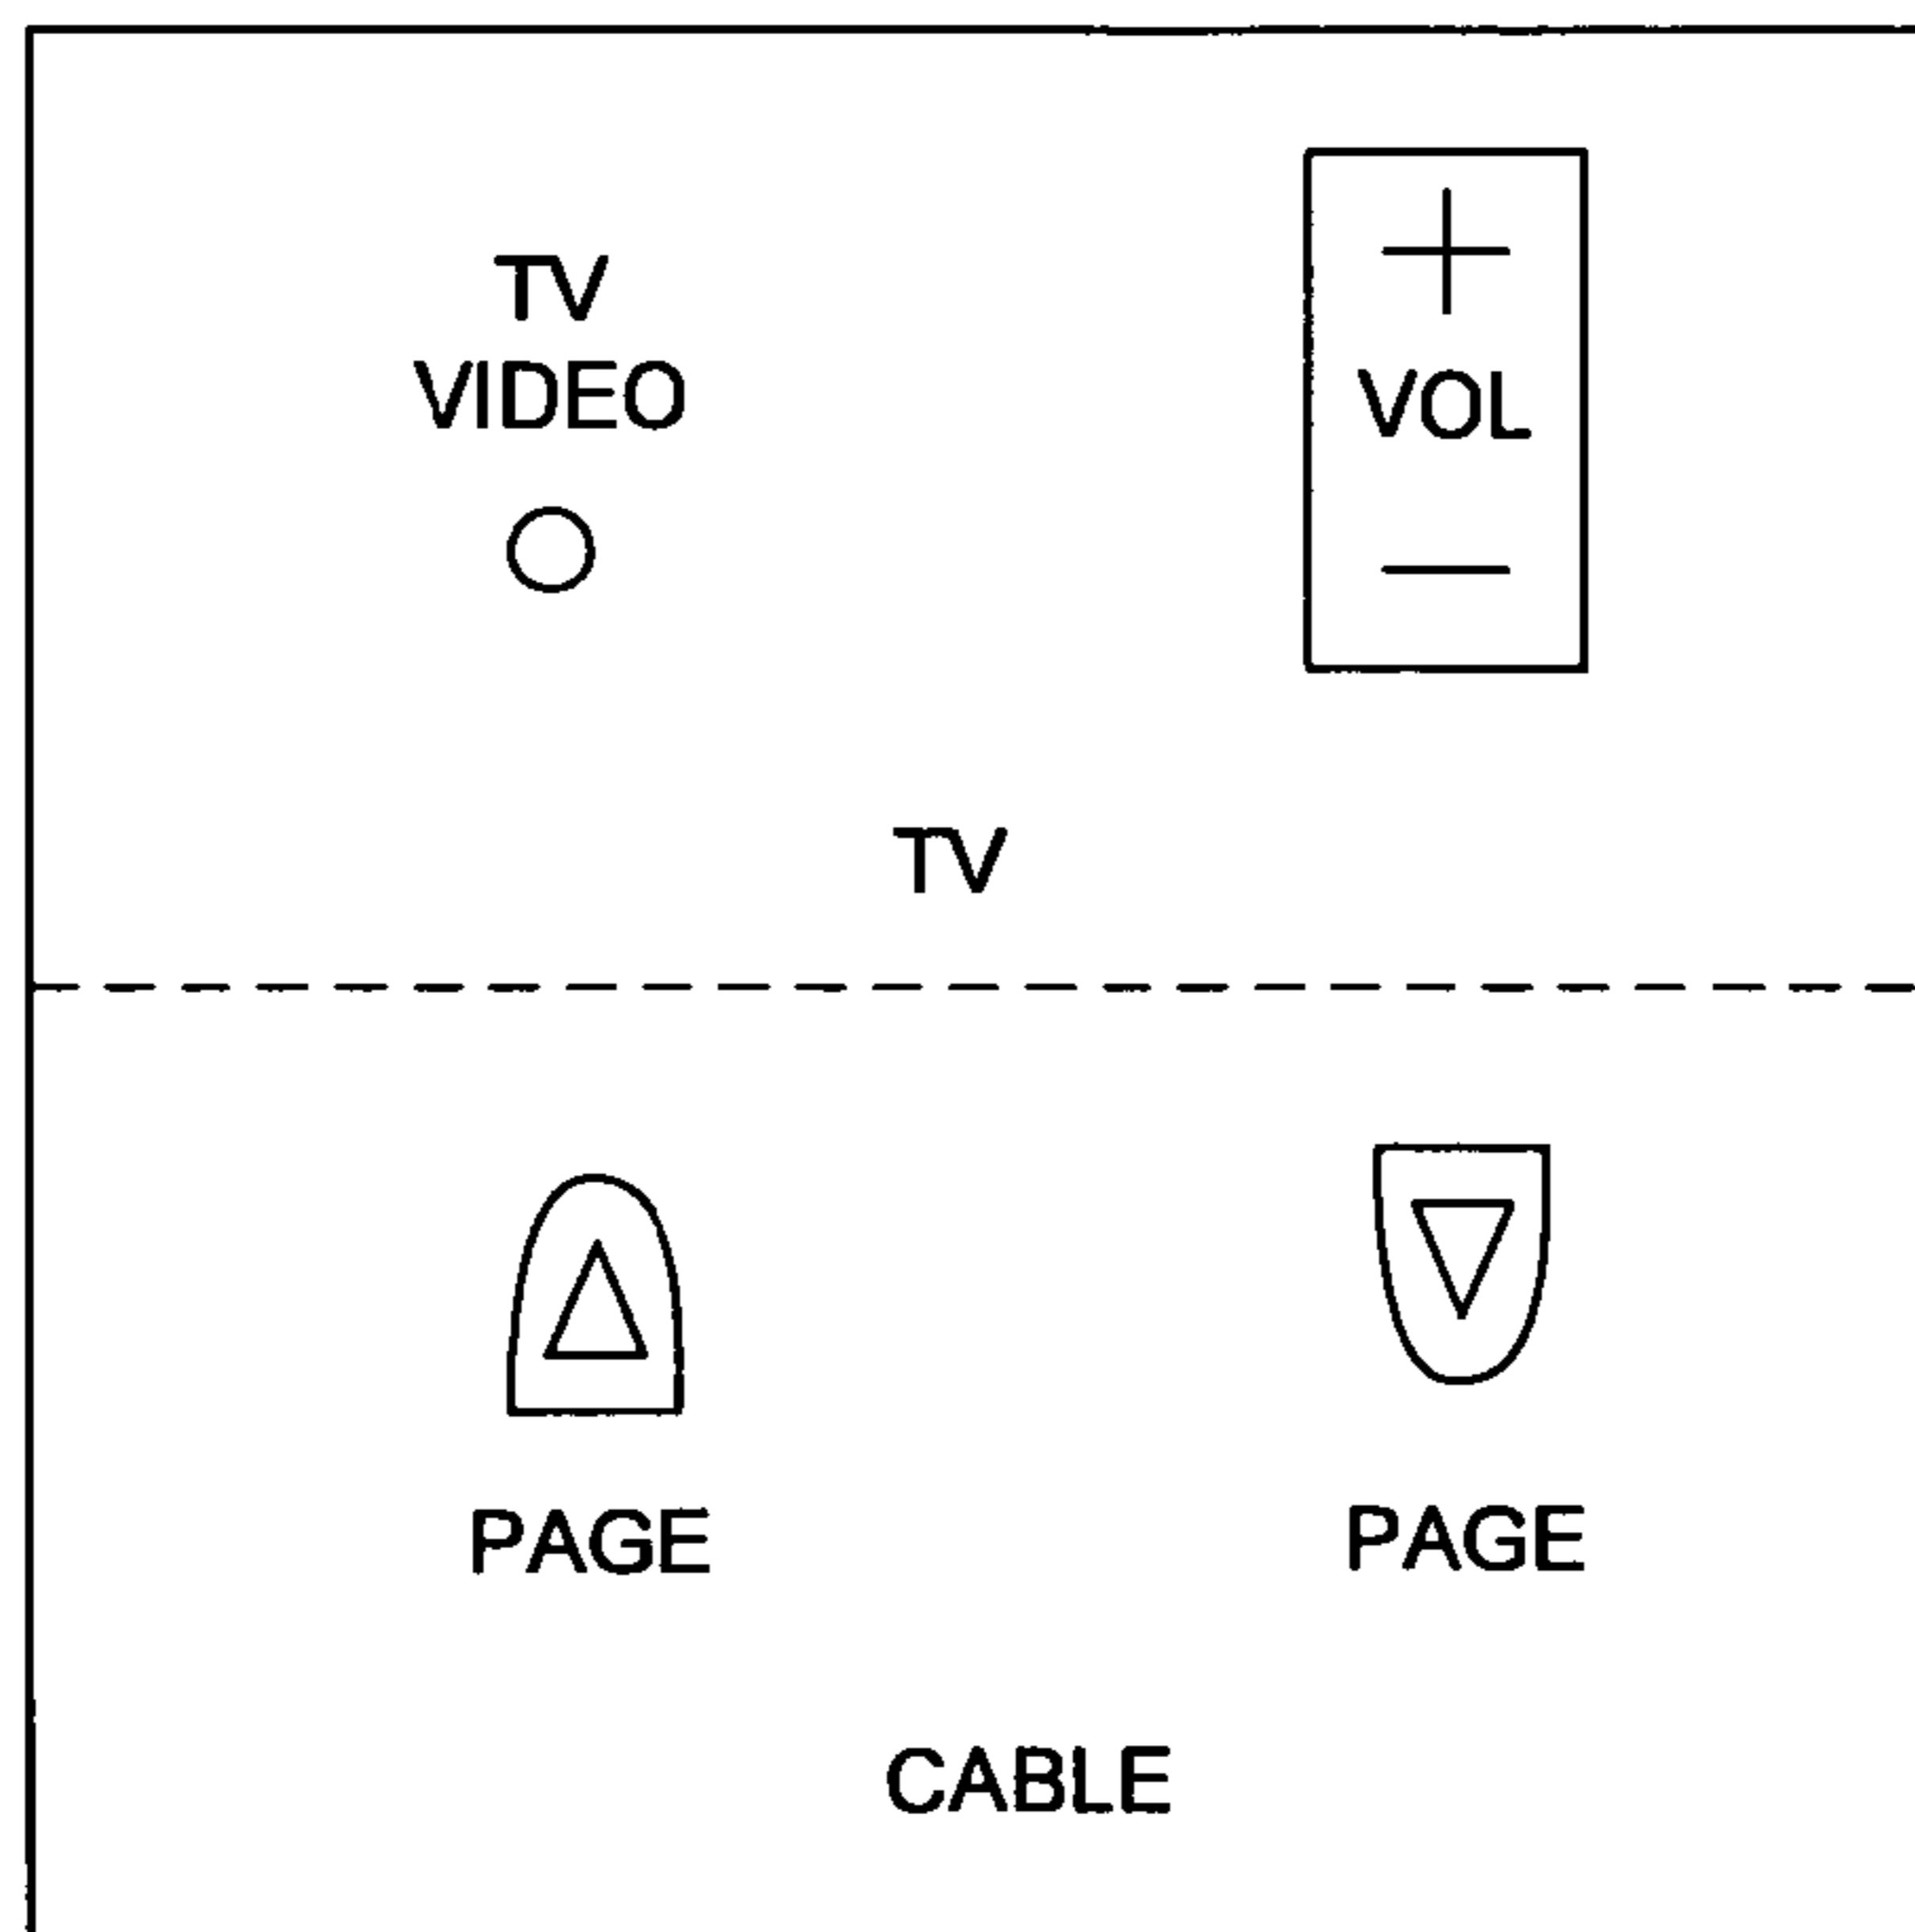 TV
VIDEO
+
VOL
—
TV
PAGE PAGE
CABLE